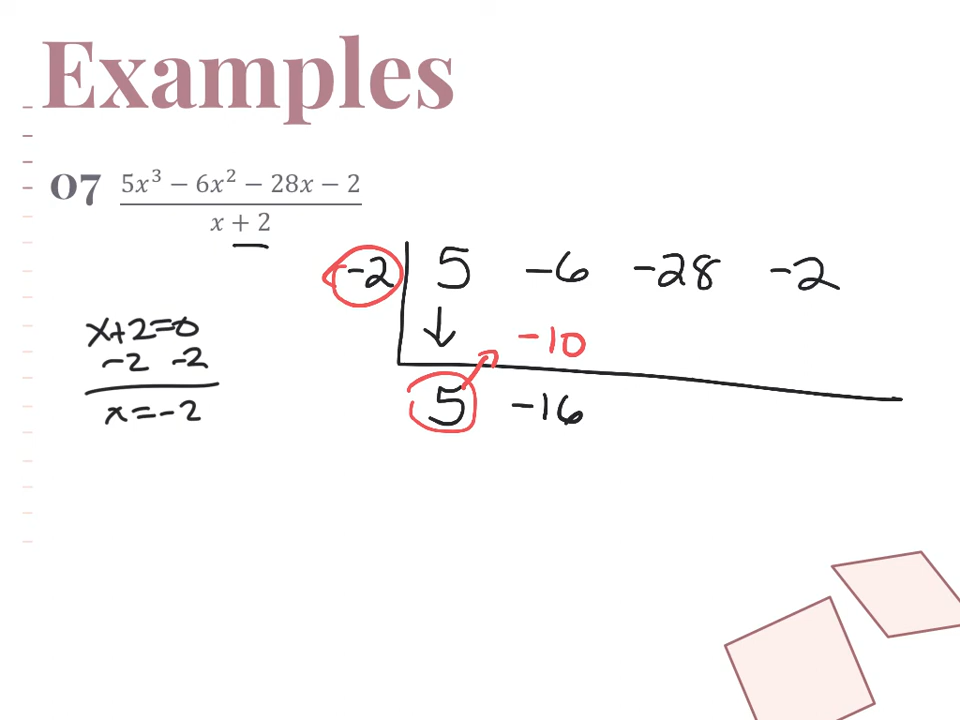 Examples
07 5x³ − 6x² − 28x − 2
x + 2
-2 5 -6 -28 -2
x+2=0
-2 -2
-10
x=-2
5 -16